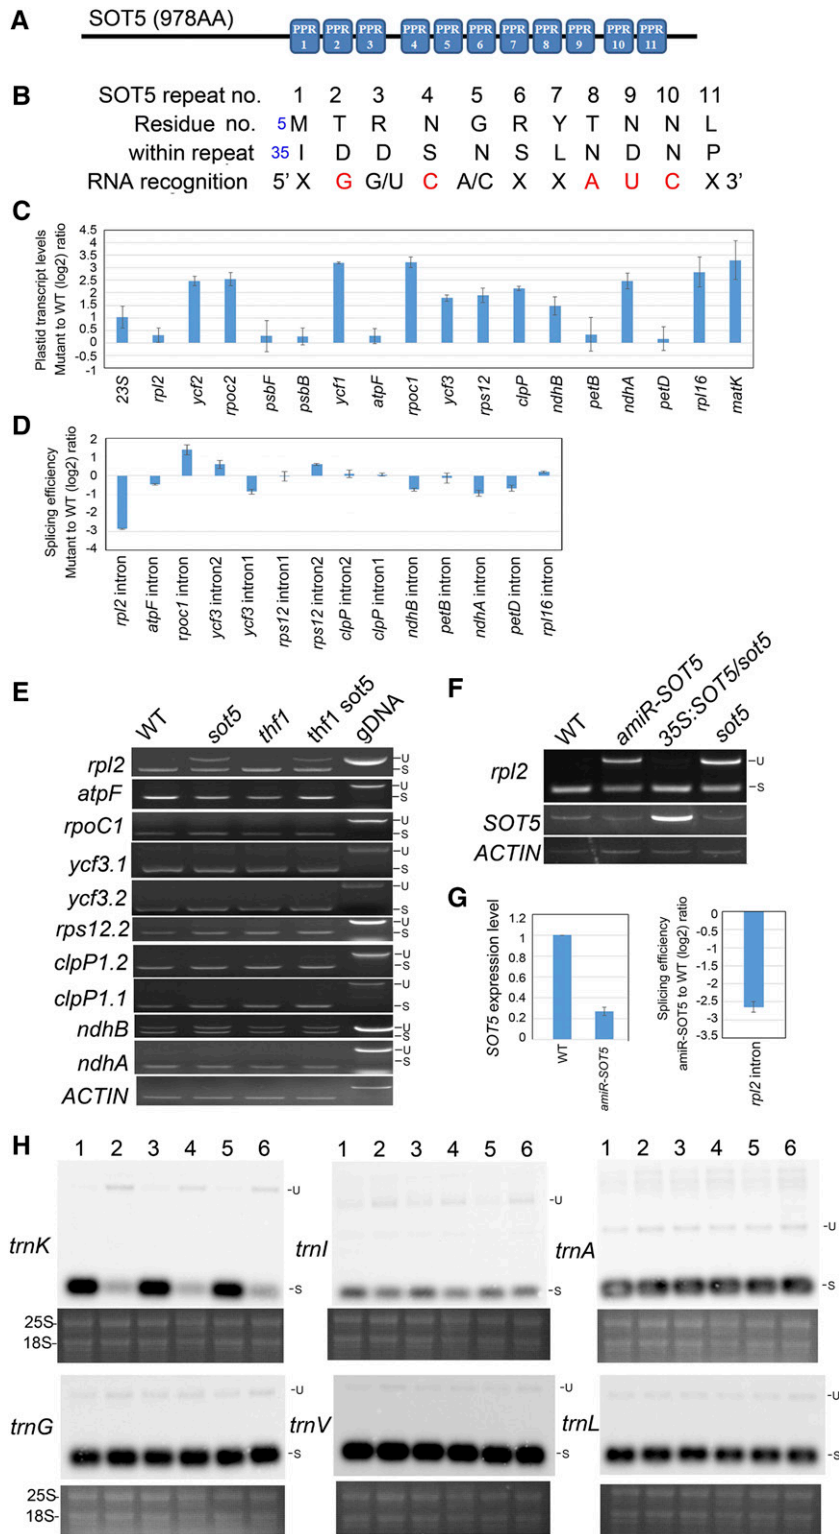 A
SOT5 (978AA)
PPR 1 PPR 2 PPR 3 PPR 4 PPR 5 PPR 6 PPR 7 PPR 8 PPR 9 PPR 10 PPR 11
B
SOT5 repeat no. 1 2 3 4 5 6 7 8 9 10 11
Residue no. 5 M T R N G R Y T N N L
within repeat 35 I D D S N S L N D N P
RNA recognition 5' X G G/U C A/C X X A U C X 3'
C
Plastid transcript levels
Mutant to WT (log2) ratio
4.5
4
3.5
3
2.5
2
1.5
1
0.5
0
-0.5
-1
23S rpl2 ycf2 rpoc2 psbF psbB ycf1 atpF rpoc1 ycf3 rps12 clpP ndhB petB ndhA petD rpl16 matK
D
Splicing efficiency
Mutant to WT (log2) ratio
2
1
0
-1
-2
-3
-4
rpl2 intron
atpF intron
rpoc1 intron
ycf3 intron2
ycf3 intron1
rps12 intron1
rps12 intron2
clpP intron2
clpP intron1
ndhB intron
petB intron
ndhA intron
petD intron
rpl16 intron
E
WT sot5 thf1 thf1 sot5 gDNA
rpl2 -U
-S
atpF -U
-S
rpoC1 -U
-S
ycf3.1 -U
-S
ycf3.2 -U
-S
rps12.2 -U
-S
clpP1.2 -U
-S
clpP1.1 -U
-S
ndhB -U
-S
ndhA -U
-S
ACTIN
F
WT amiR-SOT5 35S:SOT5/sot5 sot5
rpl2 -U
-S
SOT5
ACTIN
G
SOT5 expression level
1.2
1
0.8
0.6
0.4
0.2
0
WT
amiR-SOT5
Splicing efficiency
amiR-SOT5 to WT (log2) ratio
0
-0.5
-1
-1.5
-2
-2.5
-3
-3.5
rpl2 intron
H
1 2 3 4 5 6
-U
trnK
-S
25S-
18S-
1 2 3 4 5 6
-U
trnI
-S
1 2 3 4 5 6
-U
trnA
-S
-U
trnG
-S
25S-
18S-
-U
trnV
-S
-U
trnL
-S